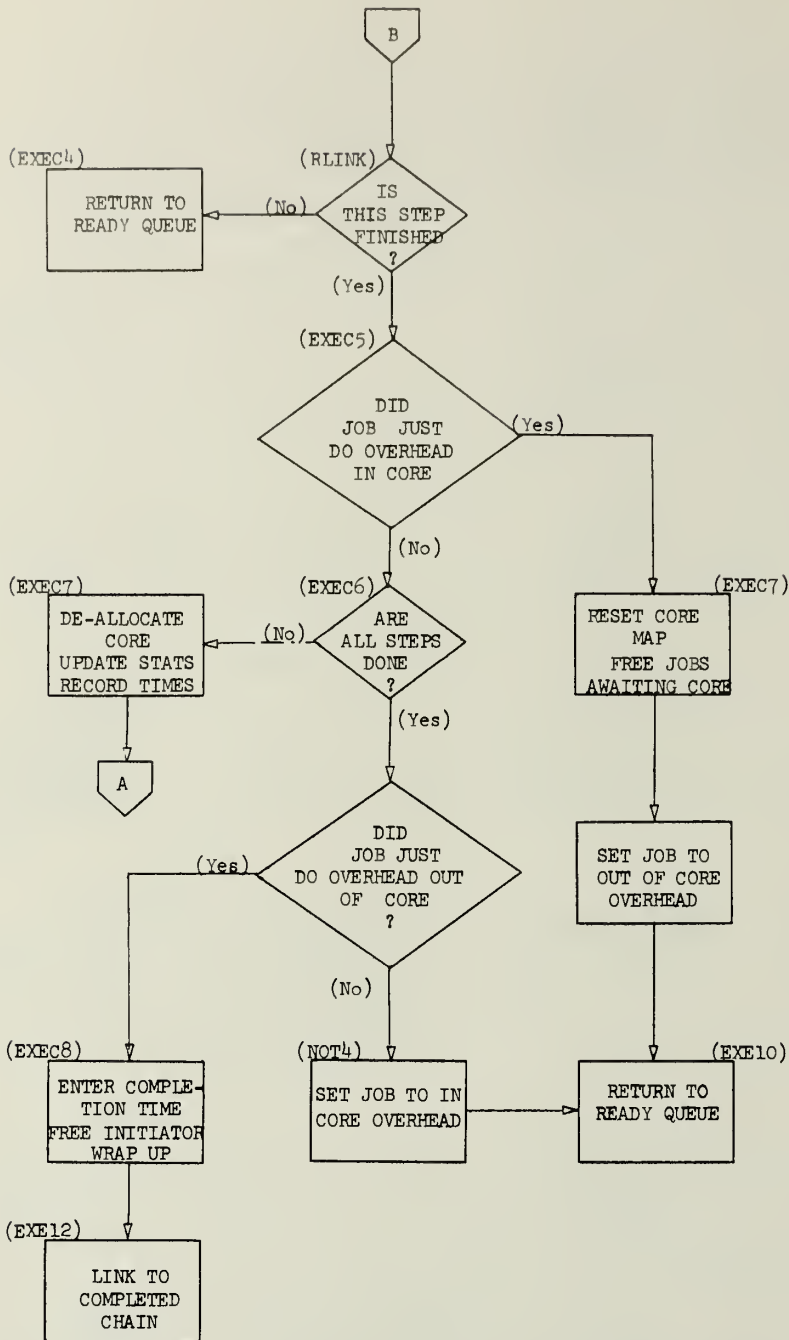 B
(EXEC4)
(RLINK)
RETURN TO
READY QUEUE
(No)
IS
THIS STEP
FINISHED
?
(Yes)
(EXEC5)
DID
JOB JUST
DO OVERHEAD
IN CORE
(Yes)
(No)
(EXEC7)
DE-ALLOCATE
CORE
UPDATE STATS
RECORD TIMES
(No)
(EXEC6)
ARE
ALL STEPS
DONE
?
(EXEC7)
RESET CORE
MAP
FREE JOBS
AWAITING CORE
(Yes)
A
DID
JOB JUST
DO OVERHEAD OUT
OF CORE
?
(Yes)
SET JOB TO
OUT OF CORE
OVERHEAD
(No)
(EXEC8)
ENTER COMPLE-
TION TIME
FREE INITIATOR
WRAP UP
(NOT4)
SET JOB TO IN
CORE OVERHEAD
(EXE10)
RETURN TO
READY QUEUE
(EXE12)
LINK TO
COMPLETED
CHAIN